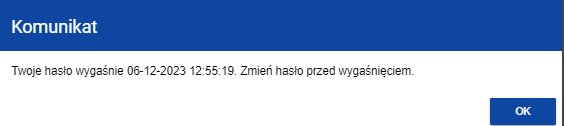 Komunikat
Twoje hasło wygaśnie 06-12-2023 12:55:19. Zmień hasło przed wygaśnięciem.
OK